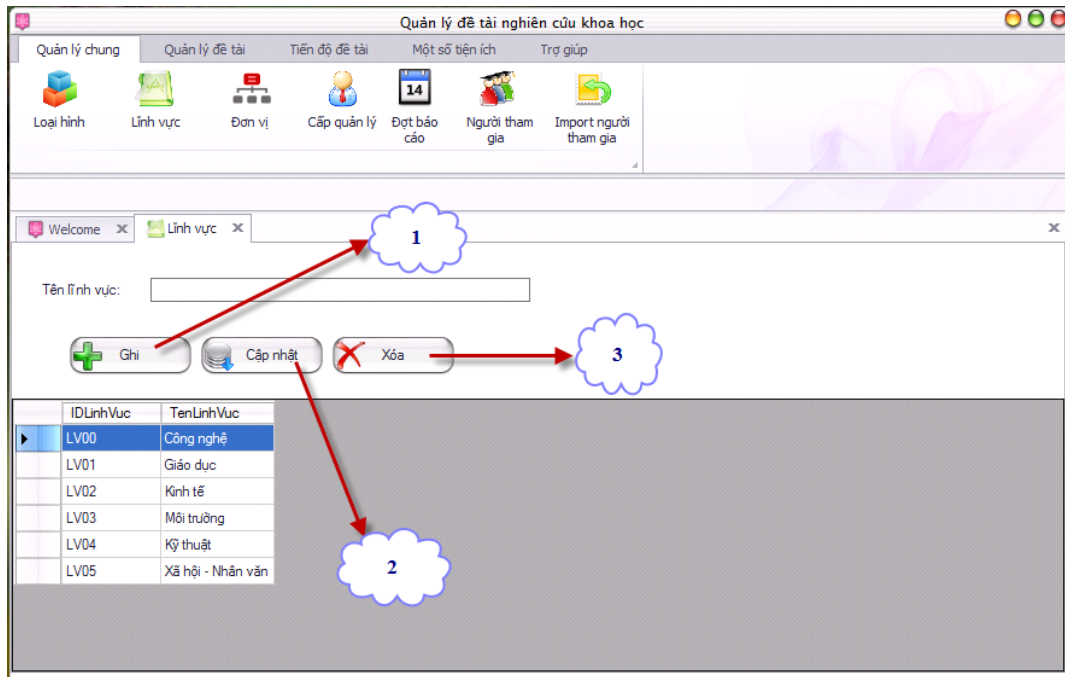 Quản lý đề tài nghiên cứu khoa học
Quản lý chung Quản lý đề tài Tiến độ đề tài Một số tiện ích Trợ giúp
Loại hình Lĩnh vực Đơn vị Cấp quản lý Đợt báo cáo Người tham gia Import người tham gia
14
Welcome Lĩnh vực
1
Tên lĩnh vực:
Ghi Cập nhật Xóa
3
IDLinhVuc TenLinhVuc
LV00 Công nghệ
LV01 Giáo dục
LV02 Kinh tế
LV03 Môi trường
LV04 Kỹ thuật
LV05 Xã hội - Nhân văn
2